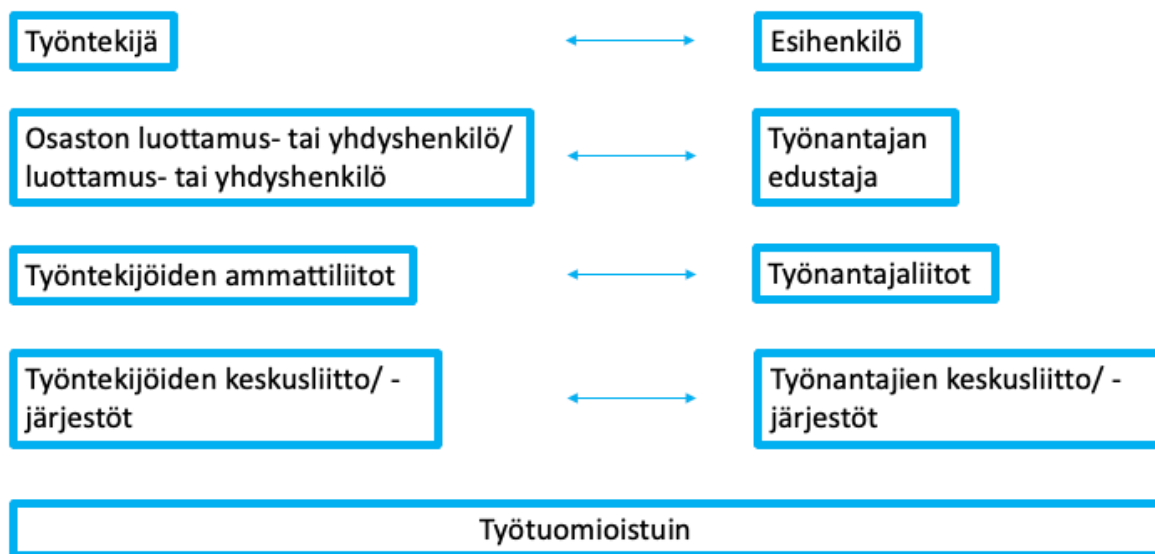 Työntekijä
Esihenkilö
Osaston luottamus- tai yhdyshenkilö/
luottamus- tai yhdyshenkilö
Työnantajan
edustaja
Työntekijöiden ammattiliitot
Työnantajaliitot
Työntekijöiden keskusliitto/ -
järjestöt
Työnantajien keskusliitto/ -
järjestöt
Työtuomioistuin